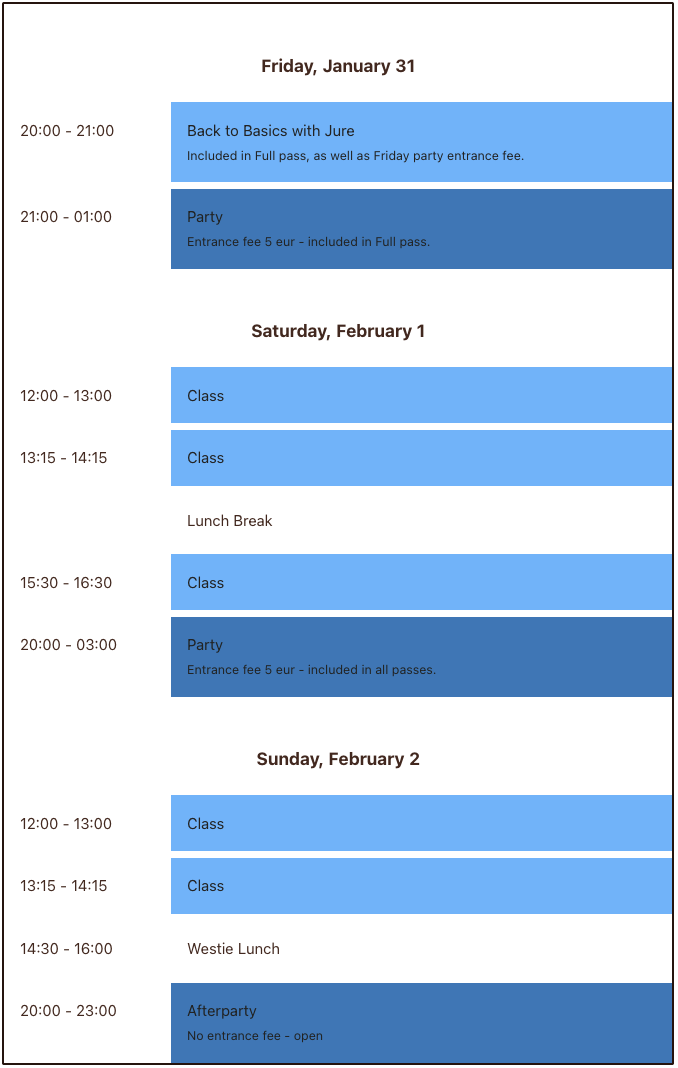 Friday, January 31
20:00 - 21:00 Back to Basics with Jure
Included in Full pass, as well as Friday party entrance fee.
21:00 - 01:00 Party
Entrance fee 5 eur - included in Full pass.
Saturday, February 1
12:00 - 13:00 Class
13:15 - 14:15 Class
Lunch Break
15:30 - 16:30 Class
20:00 - 03:00 Party
Entrance fee 5 eur - included in all passes.
Sunday, February 2
12:00 - 13:00 Class
13:15 - 14:15 Class
14:30 - 16:00 Westie Lunch
20:00 - 23:00 Afterparty
No entrance fee - open